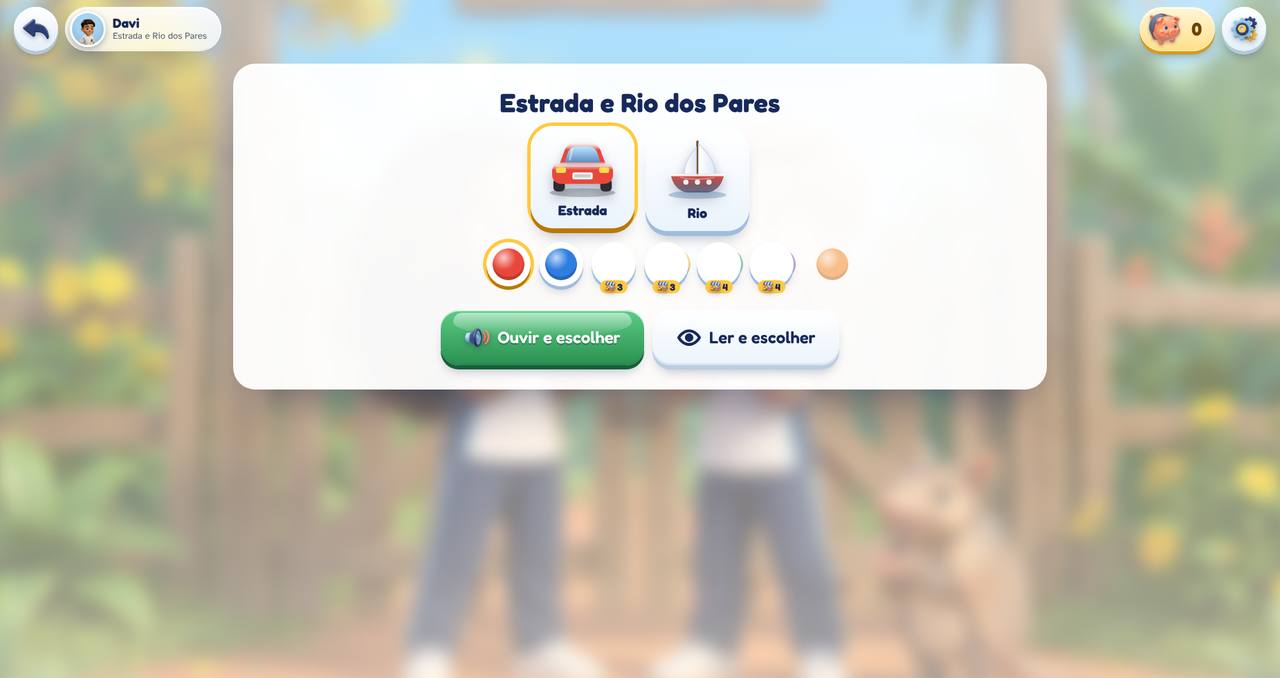 Davi
Estrada e Rio dos Pares
0
Estrada e Rio dos Pares
Estrada
Rio
3
3
4
4
Ouvir e escolher
Ler e escolher